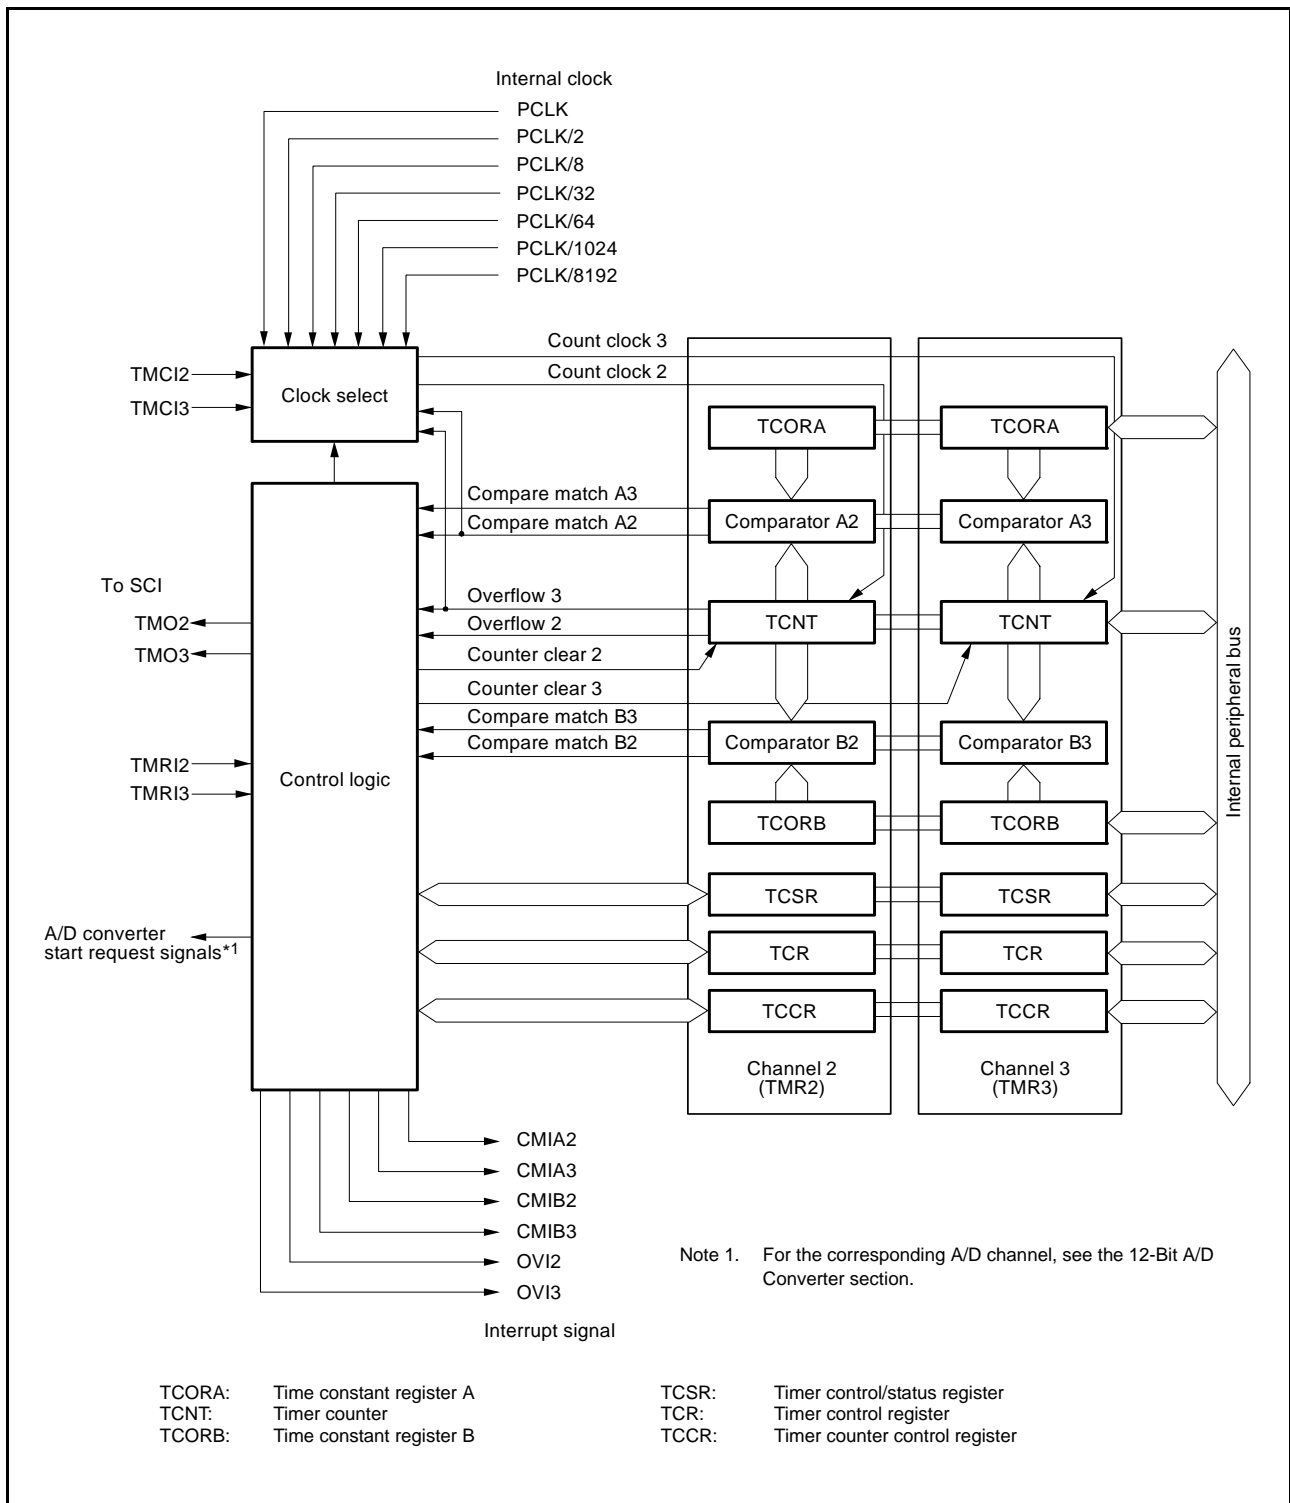 Internal clock
PCLK
PCLK/2
PCLK/8
PCLK/32
PCLK/64
PCLK/1024
PCLK/8192
TMCI2
TMCI3
Clock select
Count clock 3
Count clock 2
TCORA
TCORA
Compare match A3
Compare match A2
Comparator A2
Comparator A3
To SCI
TMO2
TMO3
Overflow 3
Overflow 2
Counter clear 2
Counter clear 3
TCNT
TCNT
Compare match B3
Compare match B2
Comparator B2
Comparator B3
TMRI2
TMRI3
Control logic
TCORB
TCORB
Internal peripheral bus
TCSR
TCSR
A/D converter
start request signals*1
TCR
TCR
TCCR
TCCR
Channel 2
(TMR2)
Channel 3
(TMR3)
CMIA2
CMIA3
CMIB2
CMIB3
OVI2
OVI3
Interrupt signal
Note 1. For the corresponding A/D channel, see the 12-Bit A/D
Converter section.
TCORA: Time constant register A
TCNT: Timer counter
TCORB: Time constant register B
TCSR: Timer control/status register
TCR: Timer control register
TCCR: Timer counter control register